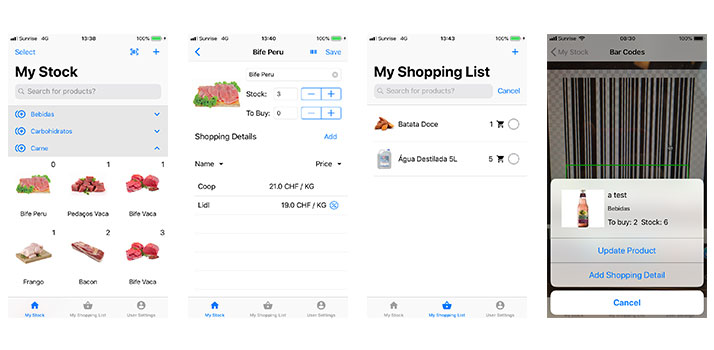 Sunrise 4G 13:38 100%
Select
My Stock
Search for products?
Bebidas
Carbohidratos
Carne
0 1 1
Bife Peru Pedaços Vaca Bife Vaca
1 2 3
Frango Bacon Bife Vaca
My Stock My Shopping List User Settings
Sunrise 4G 13:40 100%
Bife Peru Save
Bife Peru
Stock: 3 — +
To Buy: 0 — +
Shopping Details Add
Name Price
Coop 21.0 CHF / KG
Lidl 19.0 CHF / KG
My Stock My Shopping List User Settings
Sunrise 4G 13:43 100%
+
My Shopping List
Search for products? Cancel
Batata Doce 1
Água Destilada 5L 5
My Stock My Shopping List User Settings
Sunrise 08:30 100%
My Stock Bar Codes
a test
Bebidas
To buy: 2 Stock: 6
Update Product
Add Shopping Detail
Cancel